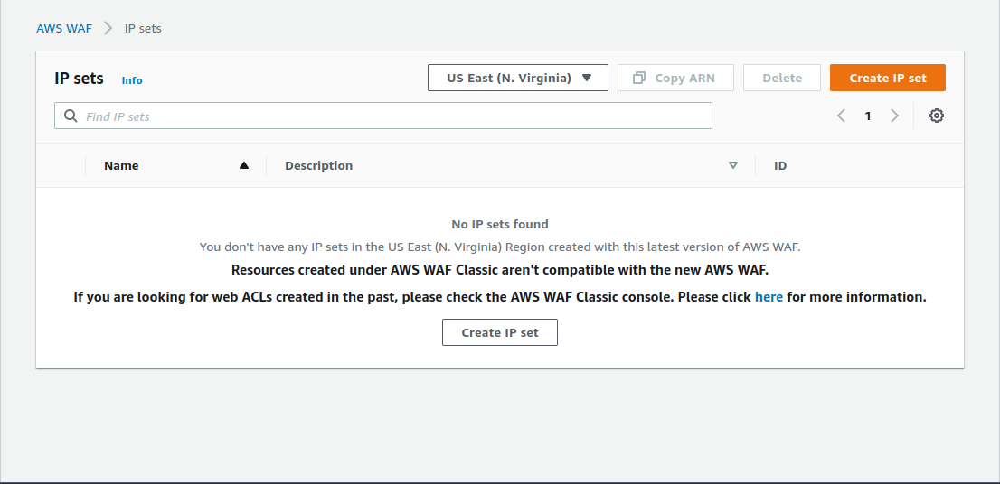 AWS WAF IP sets
IP sets Info US East (N. Virginia) Copy ARN Delete Create IP set
Find IP sets 1
Name Description ID
No IP sets found
You don't have any IP sets in the US East (N. Virginia) Region created with this latest version of AWS WAF.
Resources created under AWS WAF Classic aren't compatible with the new AWS WAF.
If you are looking for web ACLs created in the past, please check the AWS WAF Classic console. Please click here for more information.
Create IP set